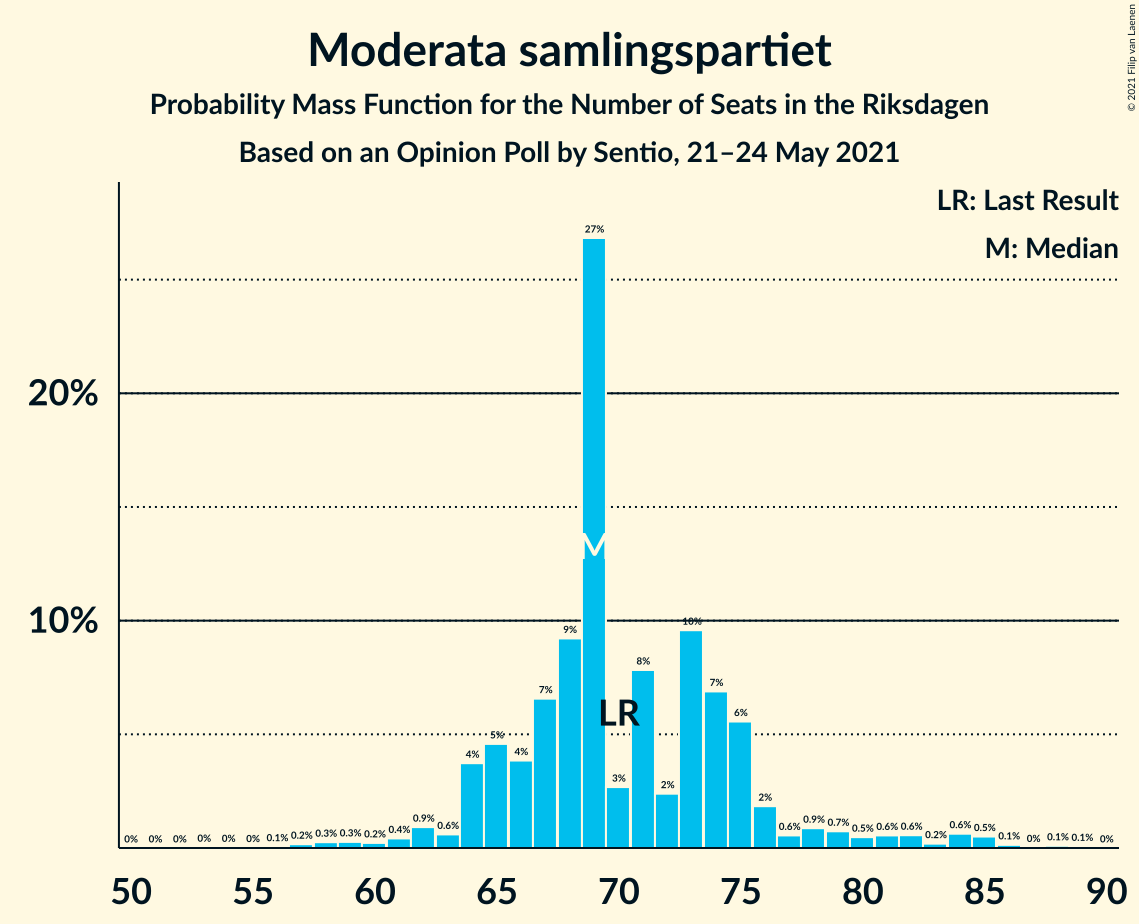 Moderata samlingspartiet
Probability Mass Function for the Number of Seats in the Riksdagen
Based on an Opinion Poll by Sentio, 21–24 May 2021
© 2021 Filip van Laenen
LR: Last Result
M: Median
20%
10%
0% 0% 0% 0% 0% 0% 0.1% 0.2% 0.3% 0.3% 0.2% 0.4% 0.9% 0.6% 4% 5% 4% 7% 9% 27% 3% 8% 2% 10% 7% 6% 2% 0.6% 0.9% 0.7% 0.5% 0.6% 0.6% 0.2% 0.6% 0.5% 0.1% 0% 0.1% 0.1% 0%
M
LR
50 55 60 65 70 75 80 85 90